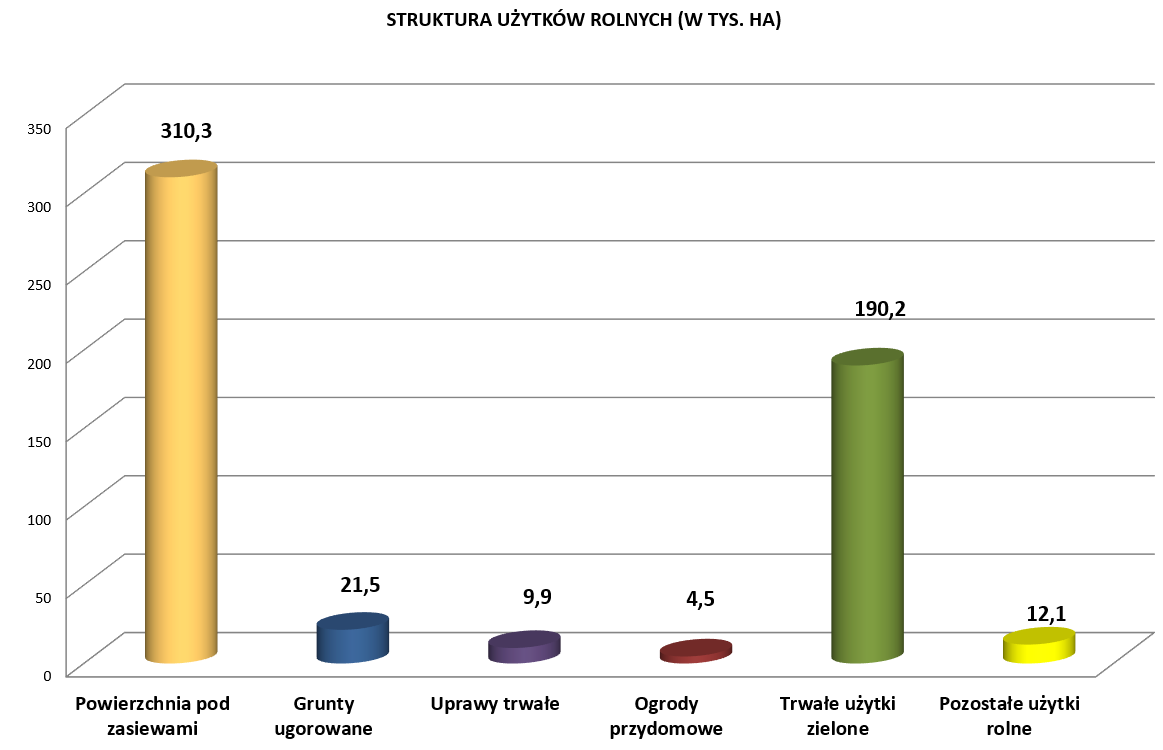 STRUKTURA UŻYTKÓW ROLNYCH (W TYS. HA)
350
300
250
200
150
100
50
0
310,3
21,5
9,9
4,5
190,2
12,1
Powierzchnia pod
zasiewami
Grunty
ugorowane
Uprawy trwałe
Ogrody
przydomowe
Trwałe użytki
zielone
Pozostałe użytki
rolne